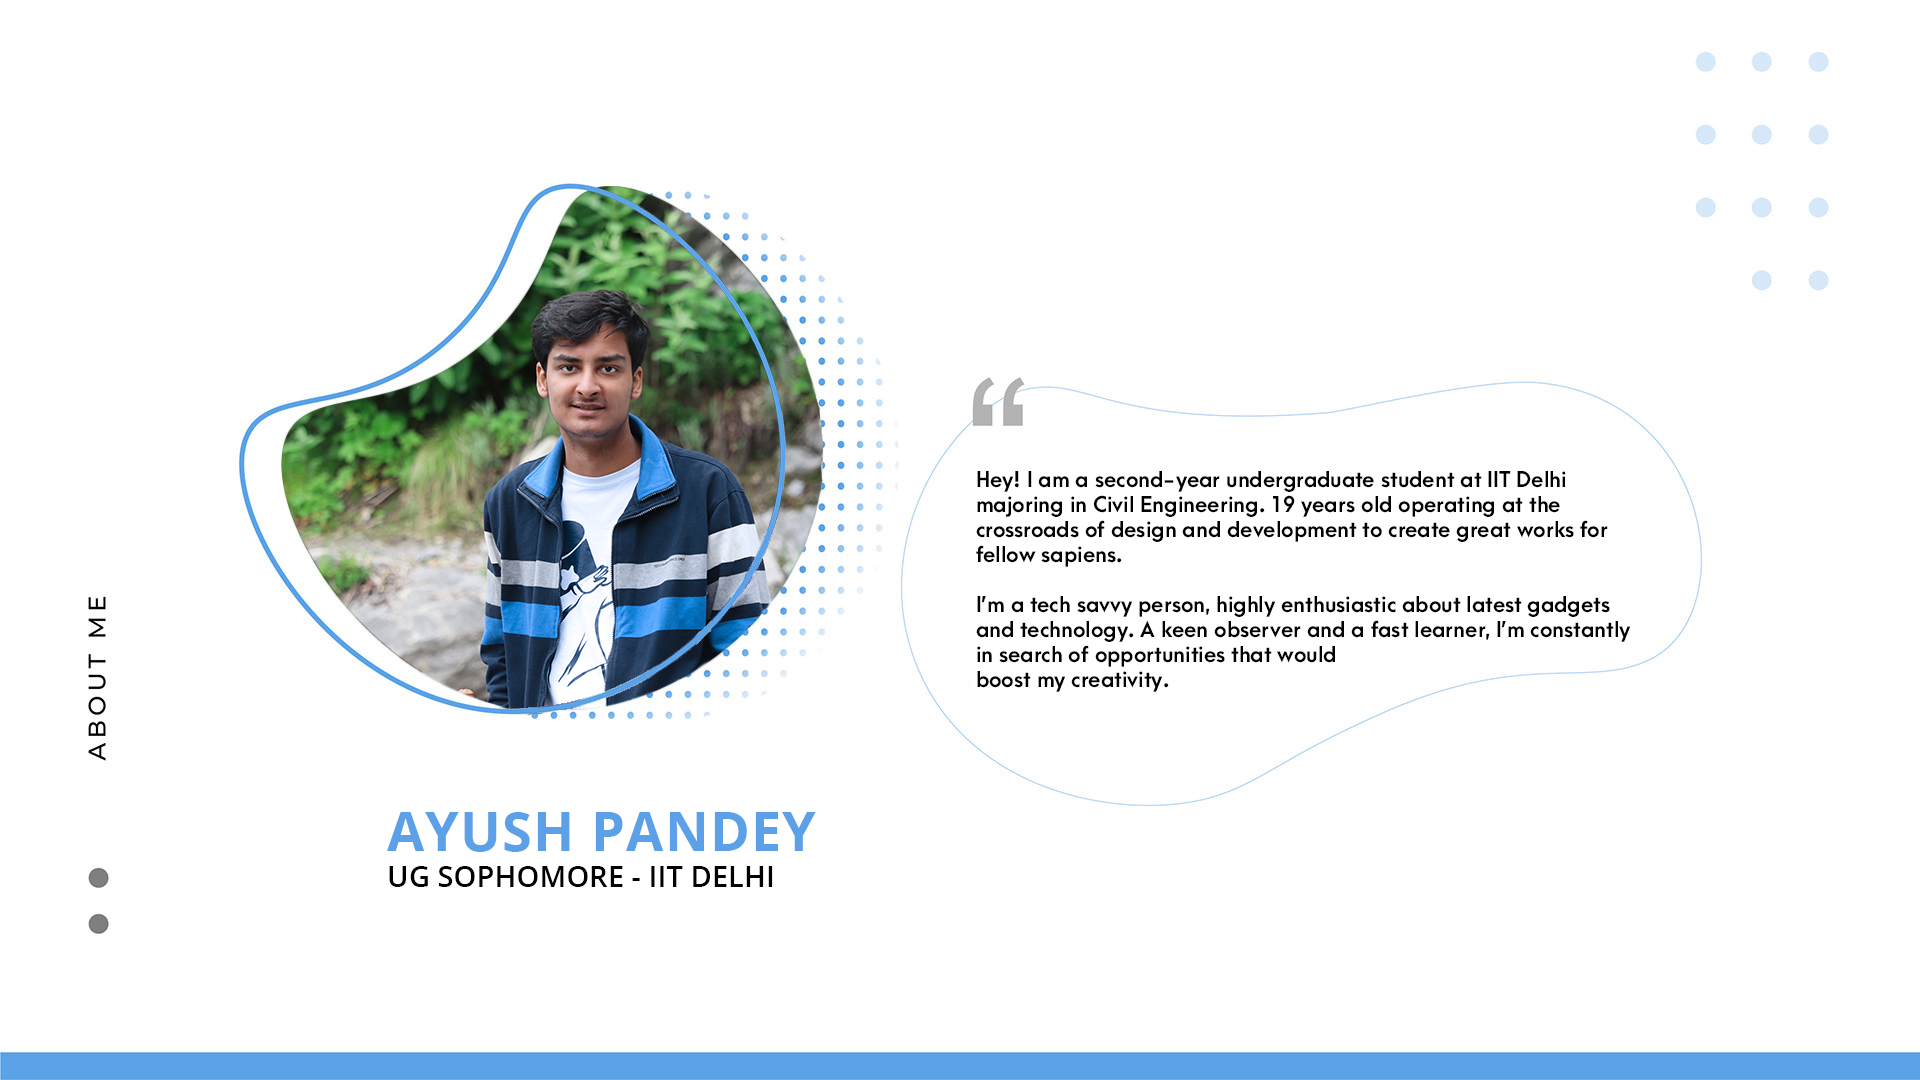 ABOUT ME
AYUSH PANDEY
UG SOPHOMORE - IIT DELHI
“
Hey! I am a second-year undergraduate student at IIT Delhi
majoring in Civil Engineering. 19 years old operating at the
crossroads of design and development to create great works for
fellow sapiens.
I'm a tech savvy person, highly enthusiastic about latest gadgets
and technology. A keen observer and a fast learner, I'm constantly
in search of opportunities that would
boost my creativity.